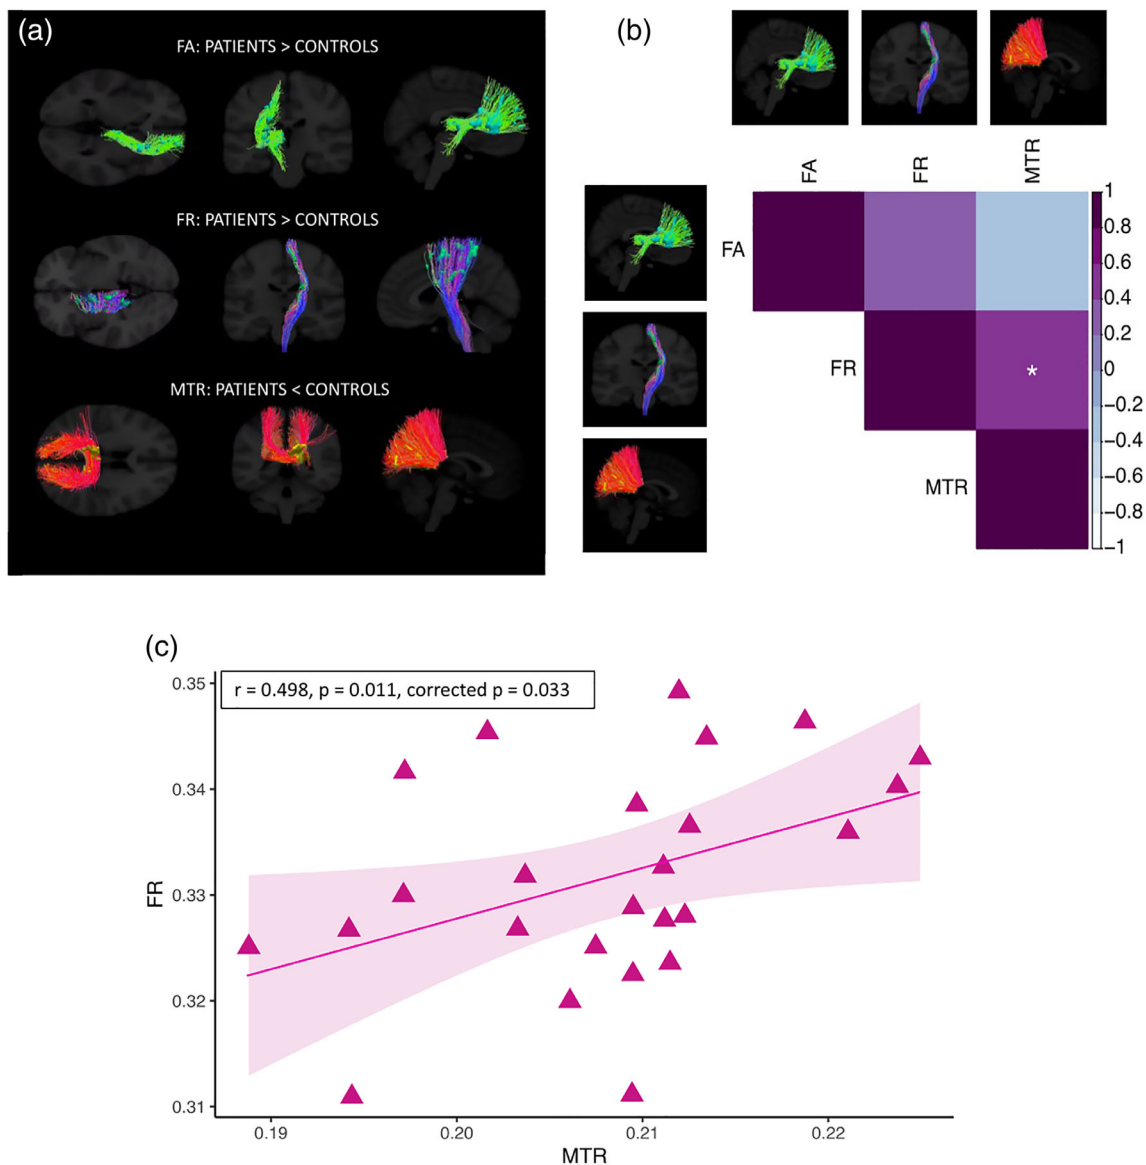 (a)
FA: PATIENTS > CONTROLS
FR: PATIENTS > CONTROLS
MTR: PATIENTS < CONTROLS
(b)
FA
FR
MTR
FA
FR
*
MTR
1
0.8
0.6
0.4
0.2
0
−0.2
−0.4
−0.6
−0.8
−1
(c)
r = 0.498, p = 0.011, corrected p = 0.033
FR
0.35
0.34
0.33
0.32
0.31
0.19 0.20 0.21 0.22
MTR